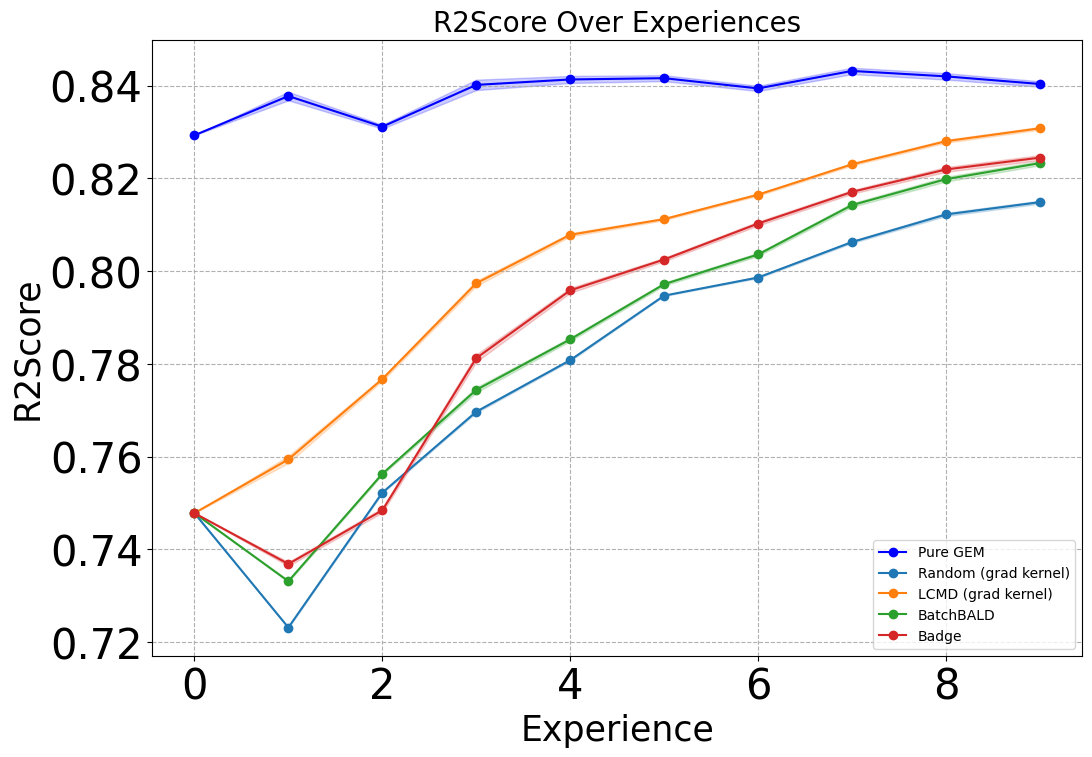 R2Score Over Experiences
R2Score
0.84
0.82
0.80
0.78
0.76
0.74
0.72
0
2
4
6
8
Experience
Pure GEM
Random (grad kernel)
LCMD (grad kernel)
BatchBALD
Badge